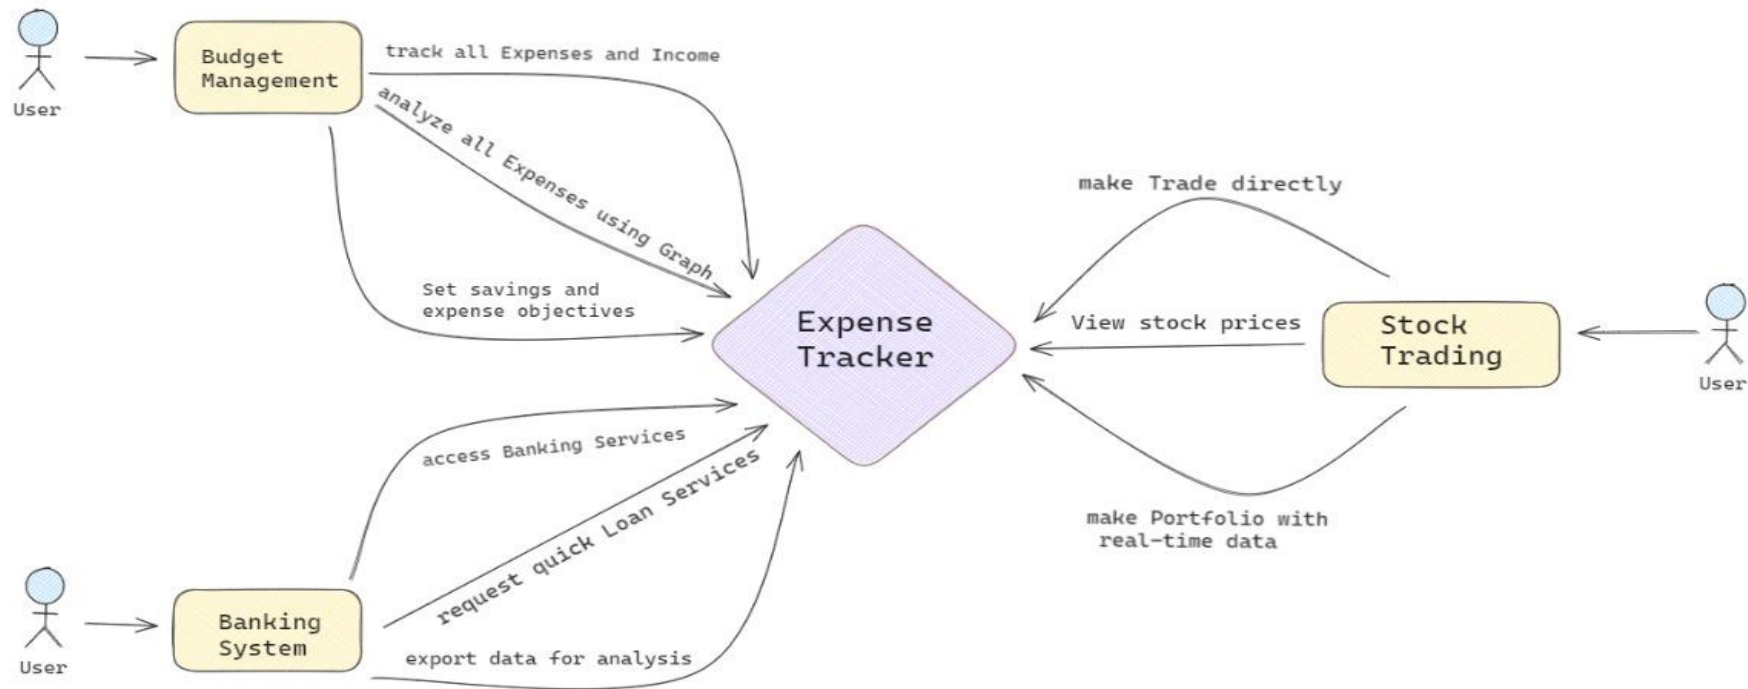 User
Budget
Management
track all Expenses and Income
analyze all Expenses using Graph
Set savings and
expense objectives
Expense
Tracker
make Trade directly
View stock prices
Stock
Trading
User
make Portfolio with
real-time data
access Banking Services
request quick Loan Services
export data for analysis
Banking
System
User